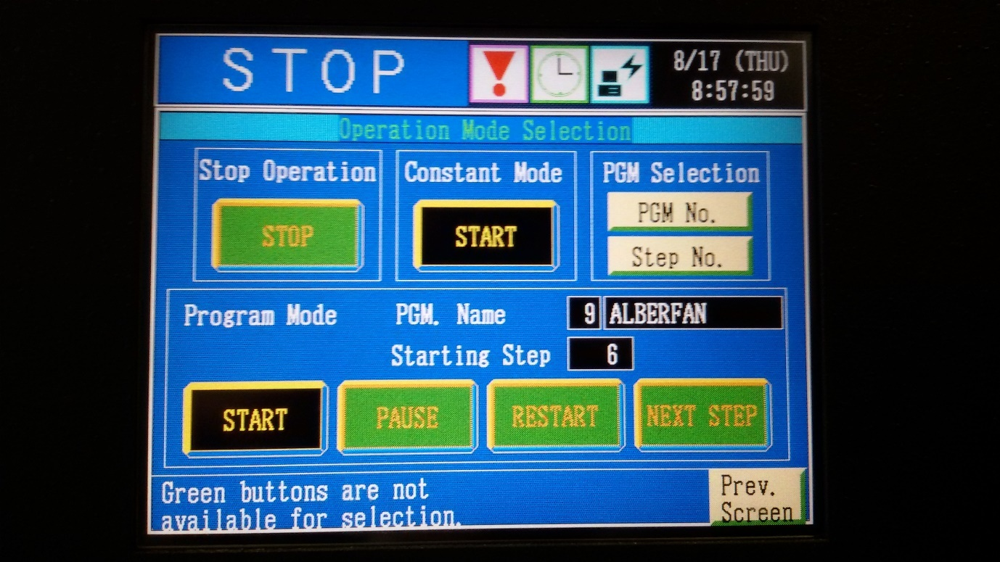 STOP
8/17 (THU)
8:57:59
Operation Mode Selection
Stop Operation
STOP
Constant Mode
START
PGM Selection
PGM No.
Step No.
Program Mode PGM. Name 9 ALBERFAN
Starting Step 6
START PAUSE RESTART NEXT STEP
Green buttons are not
available for selection.
Prev.
Screen